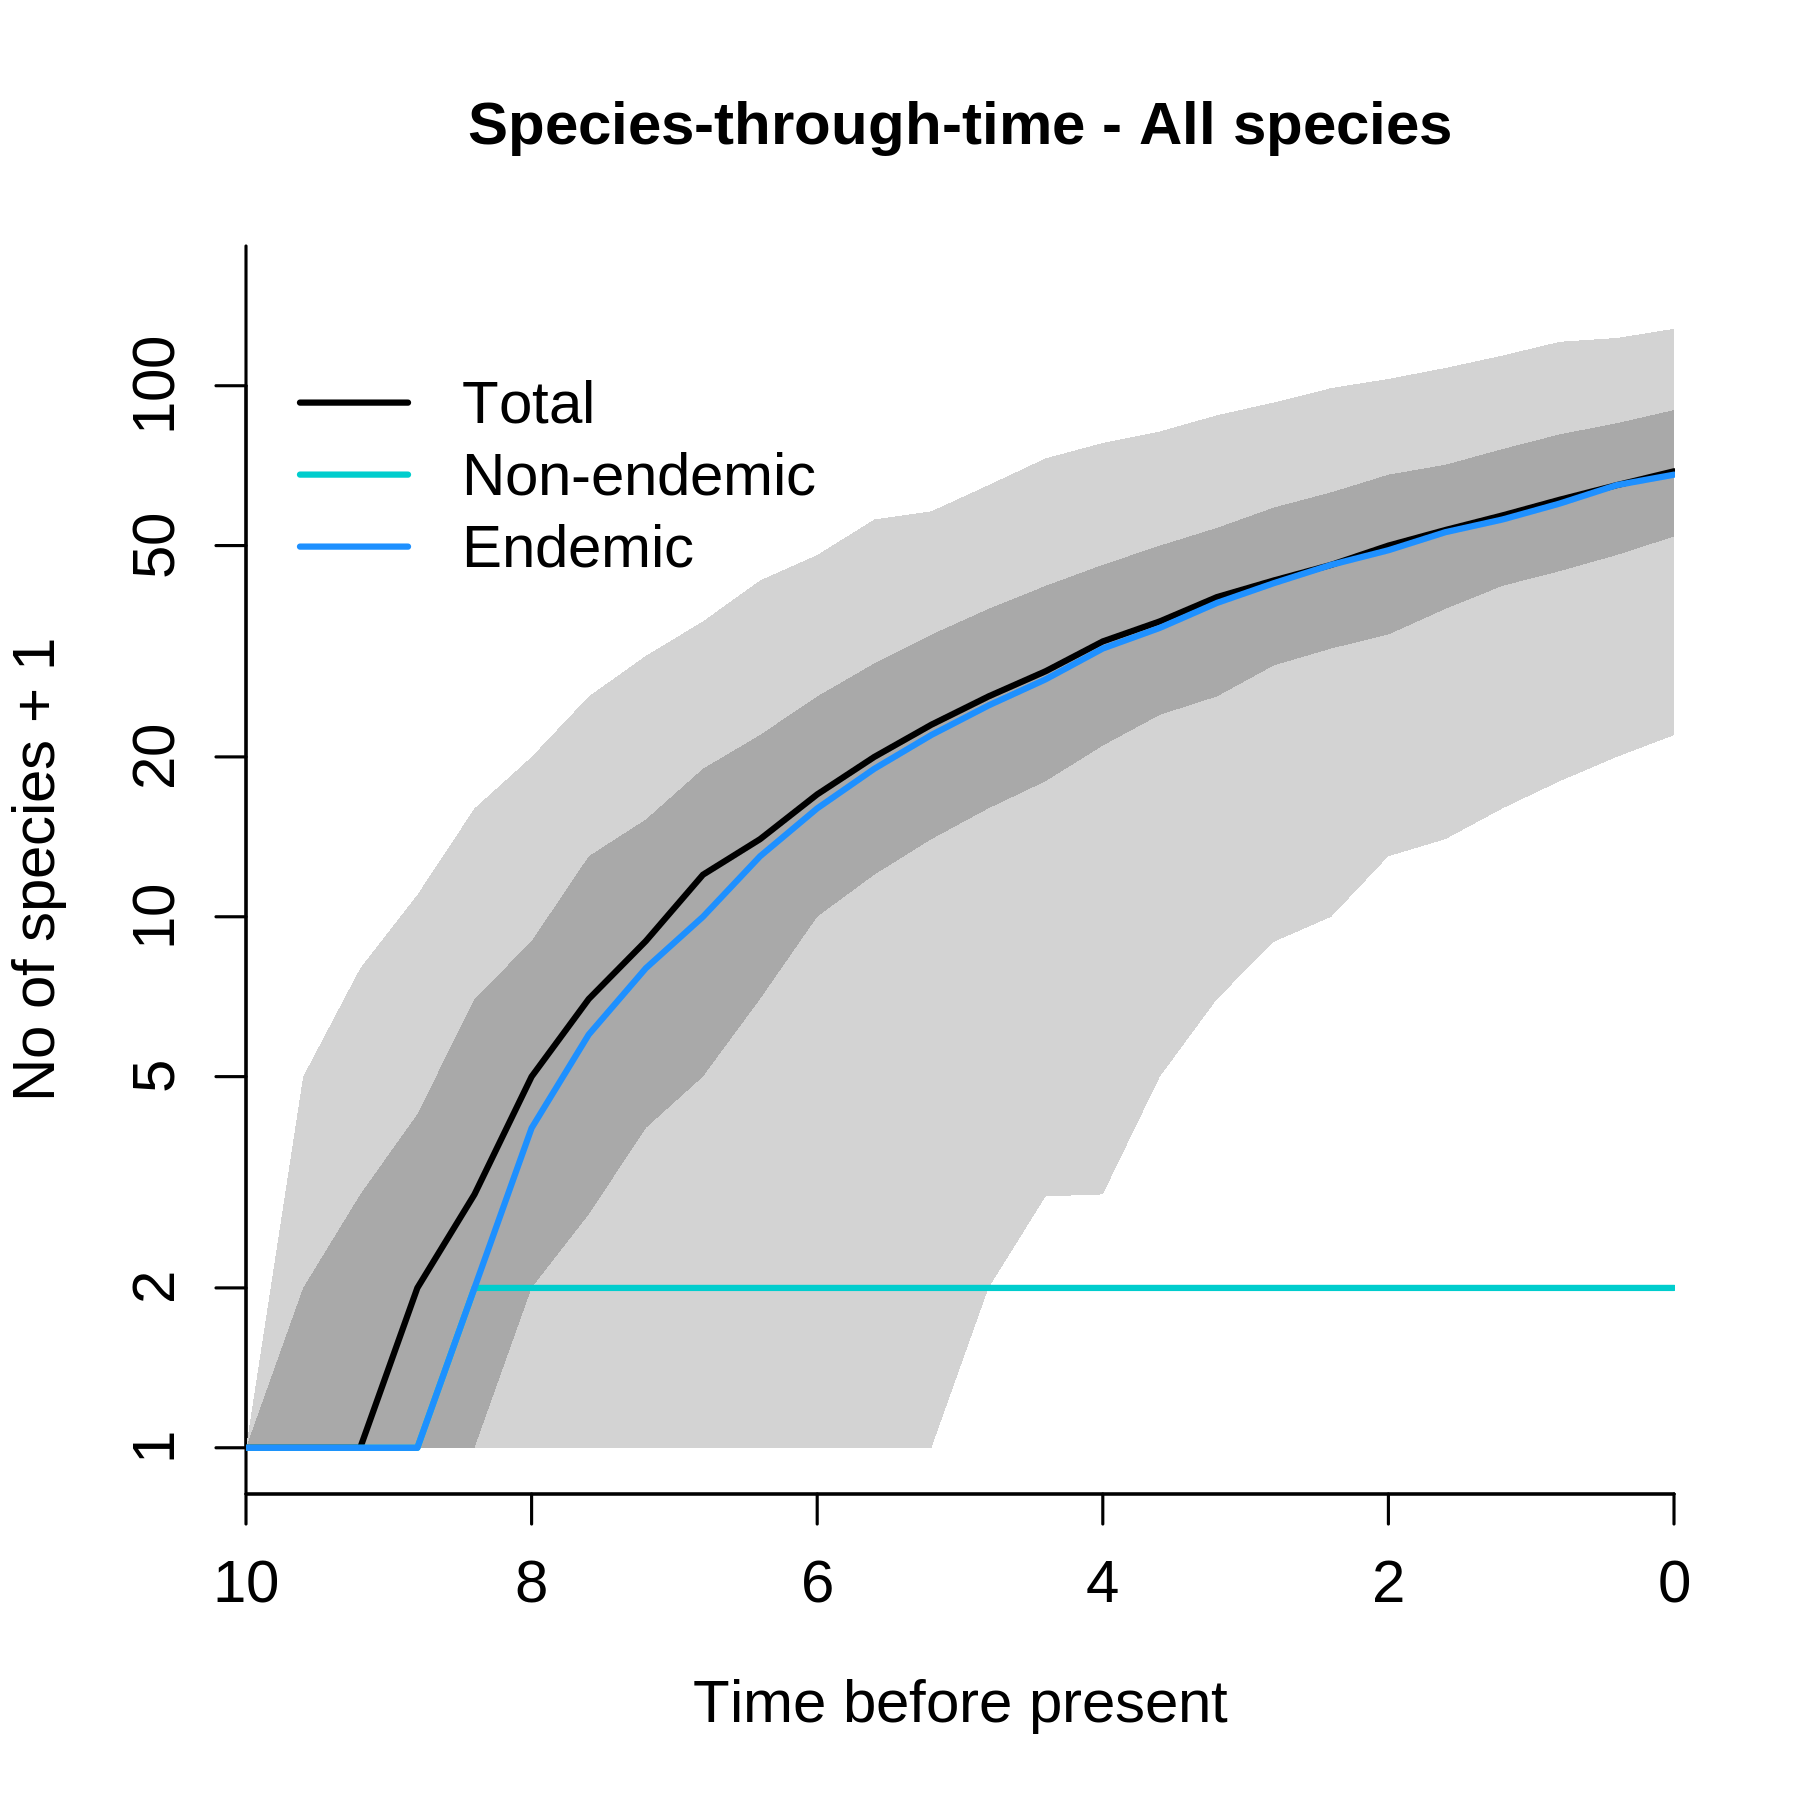 Species-through-time - All species
Total
Non-endemic
Endemic
No of species + 1
100
50
20
10
5
2
1
10 8 6 4 2 0
Time before present